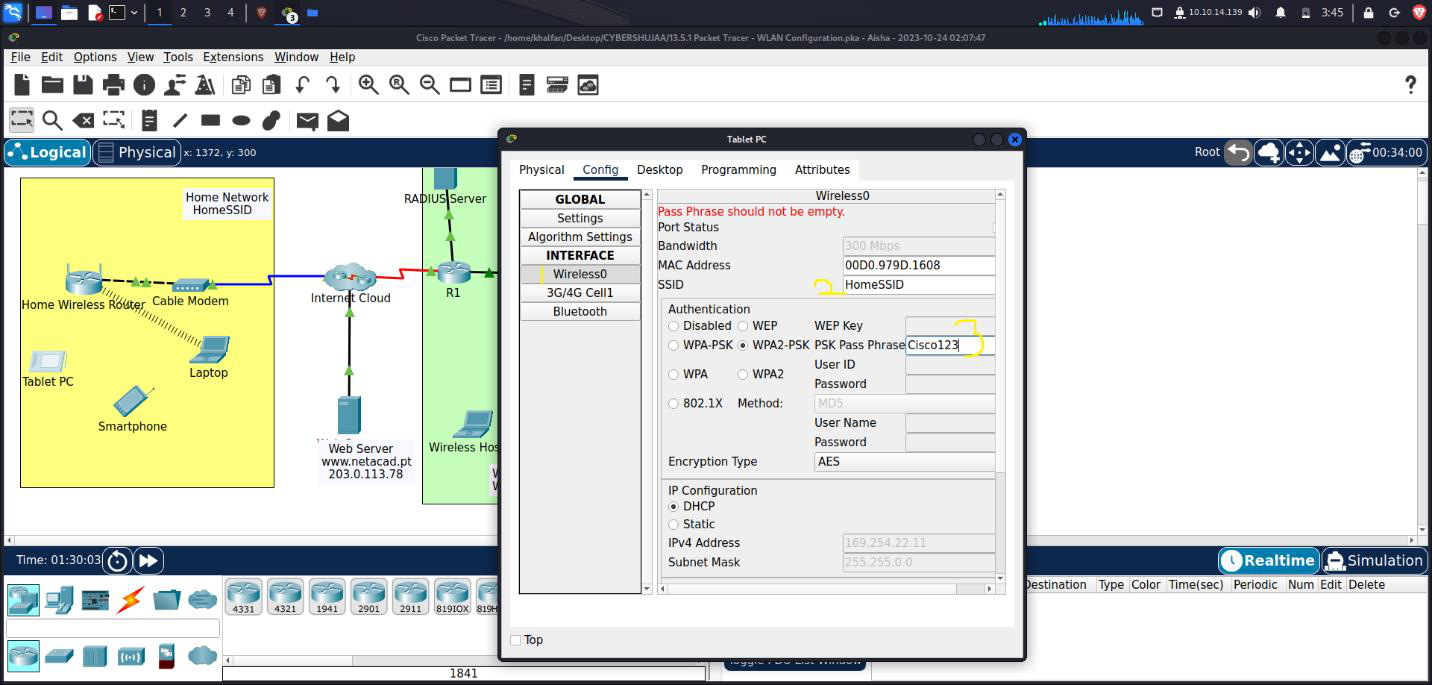 1 2 3 4 3 10.10.14.139 3:45
Cisco Packet Tracer - /home/khalfan/Desktop/CYBERSHUJAA/13.5.1 Packet Tracer - WLAN Configuration.pka - Aisha - 2023-10-24 02:07:47
File Edit Options View Tools Extensions Window Help
Logical Physical x: 1372, y: 300
Root 00:34:00
Home Network
HomeSSID
Home Wireless Router
Cable Modem
Internet Cloud
Tablet PC
Laptop
Smartphone
Web Server
www.netacad.pt
203.0.113.78
RADIUS Server
R1
Wireless Hos
W
W
Tablet PC
Physical Config Desktop Programming Attributes
GLOBAL
Settings
Algorithm Settings
INTERFACE
1 Wireless0
3G/4G Cell1
Bluetooth
Wireless0
Pass Phrase should not be empty.
Port Status
Bandwidth 300 Mbps
MAC Address 00D0.979D.1608
SSID 2 HomeSSID
Authentication
Disabled WEP WEP Key
WPA-PSK WPA2-PSK PSK Pass Phrase Cisco123 3
User ID
WPA WPA2
Password
802.1X Method: MD5
User Name
Password
Encryption Type AES
IP Configuration
DHCP
Static
IPv4 Address 169.254.22.11
Subnet Mask 255.255.0.0
Top
Time: 01:30:03
Realtime Simulation
4331 4321 1941 2901 2911 819IOX 819H
1841
Destination Type Color Time(sec) Periodic Num Edit Delete
Toggle PDU List Window